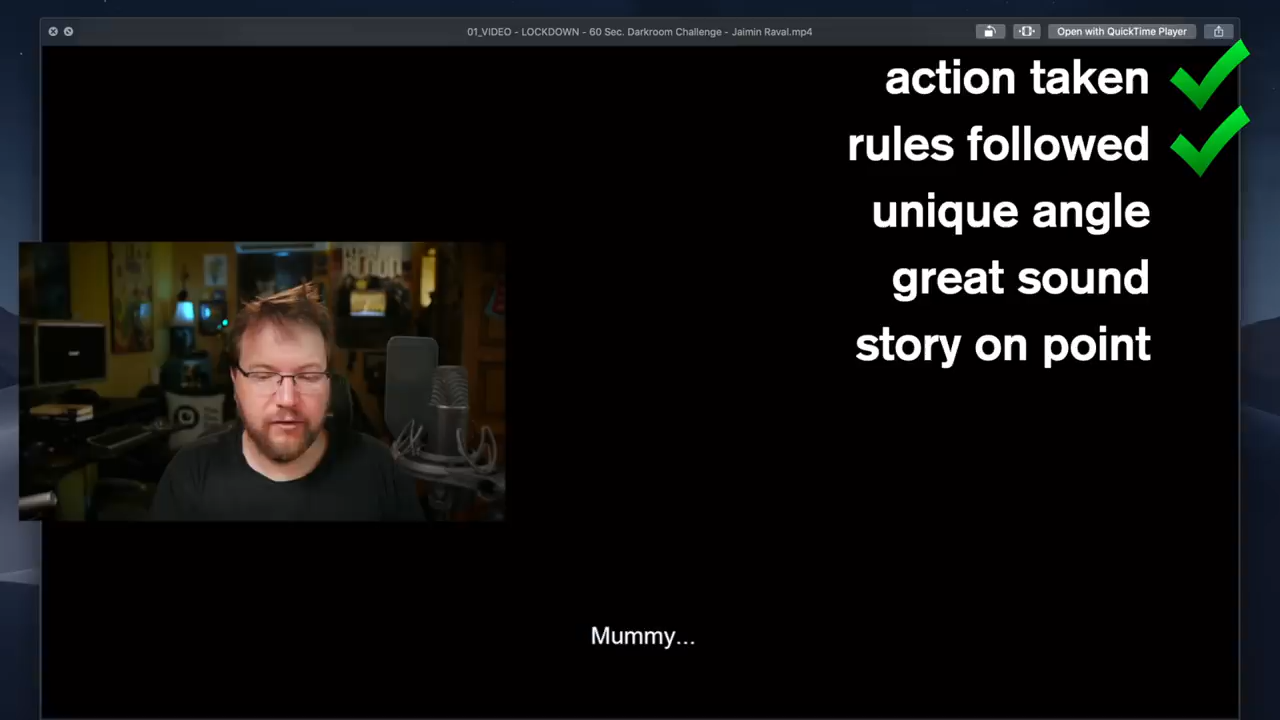 01_VIDEO - LOCKDOWN - 60 Sec. Darkroom Challenge - Jaimin Raval.mp4
Open with QuickTime Player
action taken
rules followed
unique angle
great sound
story on point
Mummy...